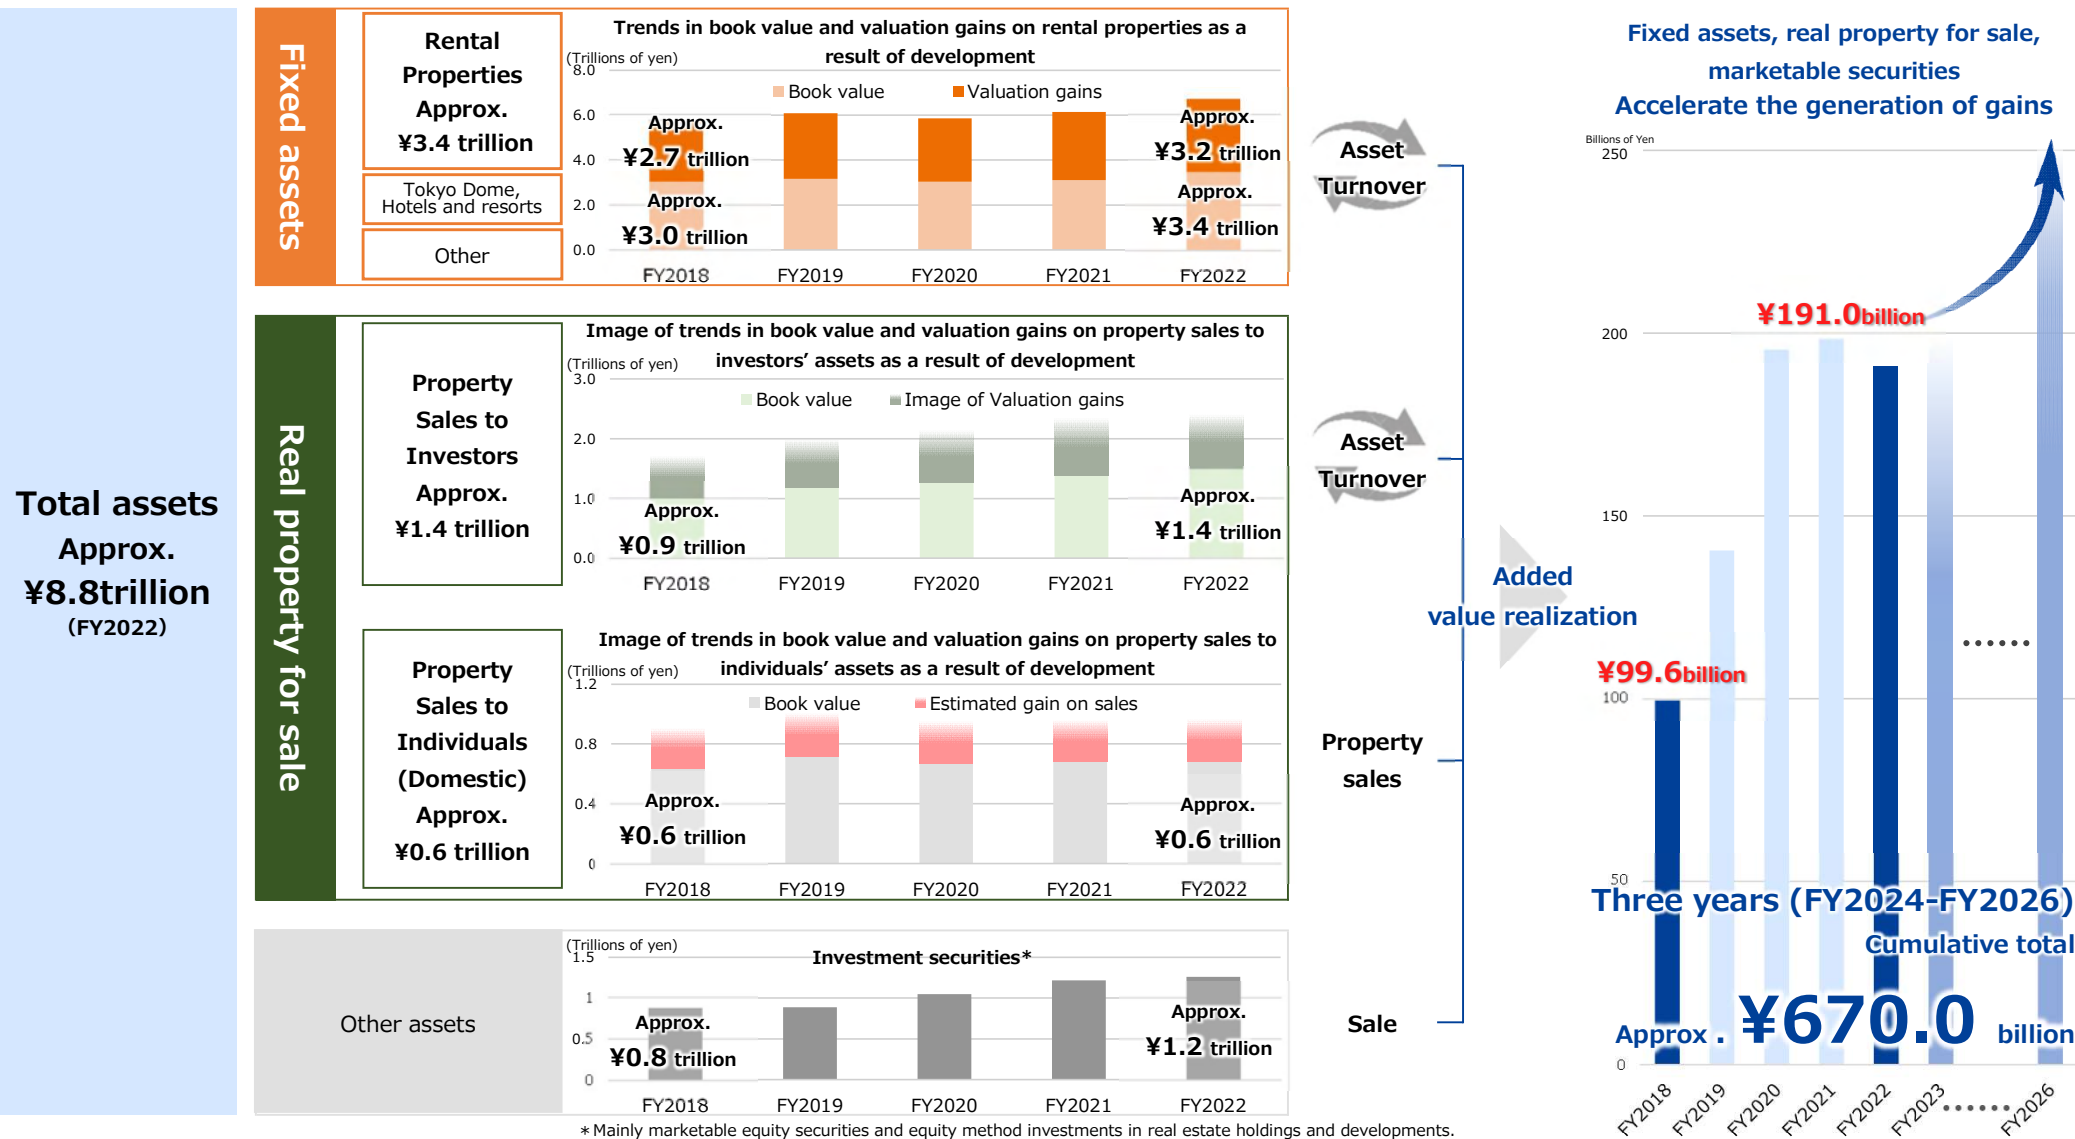 Total assets
Approx.
¥8.8trillion
(FY2022)
Fixed assets
Rental
Properties
Approx.
¥3.4 trillion
Tokyo Dome,
Hotels and resorts
Other
Trends in book value and valuation gains on rental properties as a
result of development
(Trillions of yen)
8.0
6.0
4.0
2.0
0.0
Book value
Valuation gains
Approx.
¥2.7 trillion
Approx.
¥3.0 trillion
Approx.
¥3.2 trillion
Approx.
¥3.4 trillion
FY2018
FY2019
FY2020
FY2021
FY2022
Asset
Turnover
Real property for sale
Property
Sales to
Investors
Approx.
¥1.4 trillion
Image of trends in book value and valuation gains on property sales to
investors’ assets as a result of development
(Trillions of yen)
3.0
2.0
1.0
0.0
Book value
Image of Valuation gains
Approx.
¥0.9 trillion
Approx.
¥1.4 trillion
FY2018
FY2019
FY2020
FY2021
FY2022
Asset
Turnover
Property
Sales to
Individuals
(Domestic)
Approx.
¥0.6 trillion
Image of trends in book value and valuation gains on property sales to
individuals’ assets as a result of development
(Trillions of yen)
1.2
0.8
0.4
0
Book value
Estimated gain on sales
Approx.
¥0.6 trillion
Approx.
¥0.6 trillion
FY2018
FY2019
FY2020
FY2021
FY2022
Property
sales
Other assets
(Trillions of yen)
Investment securities*
1.5
1
0.5
0
Approx.
¥0.8 trillion
Approx.
¥1.2 trillion
FY2018
FY2019
FY2020
FY2021
FY2022
Sale
*Mainly marketable equity securities and equity method investments in real estate holdings and developments.
Added
value realization
Fixed assets, real property for sale,
marketable securities
Accelerate the generation of gains
Billions of Yen
250
200
150
100
50
0
¥191.0billion
¥99.6billion
......
Three years (FY2024-FY2026)
Cumulative total
Approx. ¥670.0 billion
FY2018
FY2019
FY2020
FY2021
FY2022
FY2023
......
FY2026